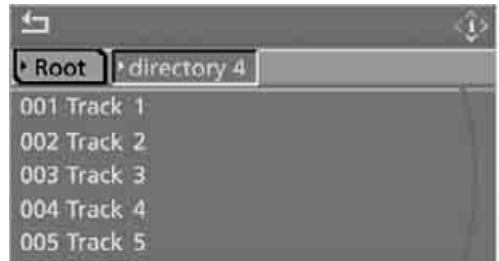 Root directory 4
001 Track 1
002 Track 2
003 Track 3
004 Track 4
005 Track 5